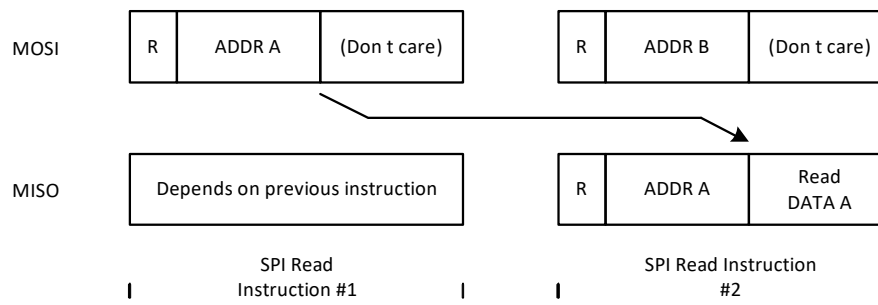 MOSI
R
ADDR A
(Don t care)
R
ADDR B
(Don t care)
MISO
Depends on previous instruction
R
ADDR A
Read
DATA A
SPI Read
Instruction #1
SPI Read Instruction
#2